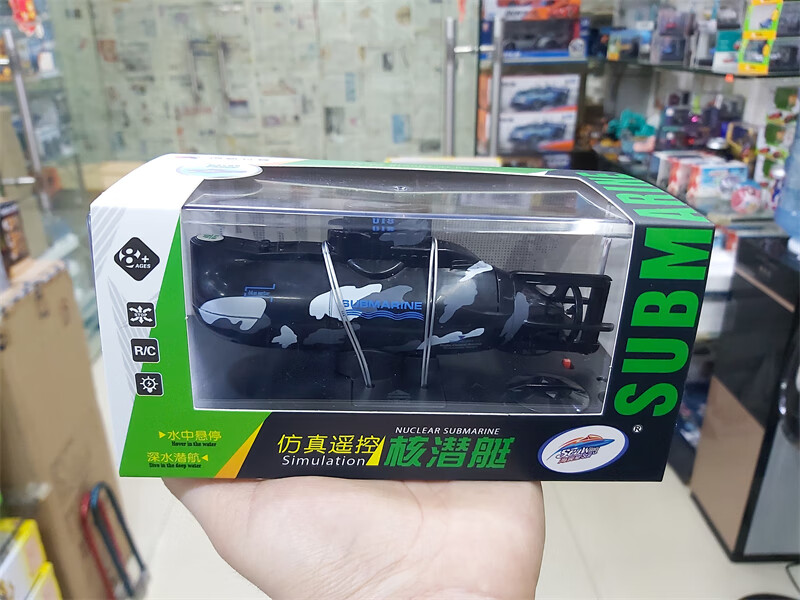 8+
AGES
R/C
SUBMARINE
SUBMARINE
水中悬停
Hover in the water
深水潜航
Dive in the deep water
仿真遥控
Simulation
NUCLEAR SUBMARINE
核潜艇
®